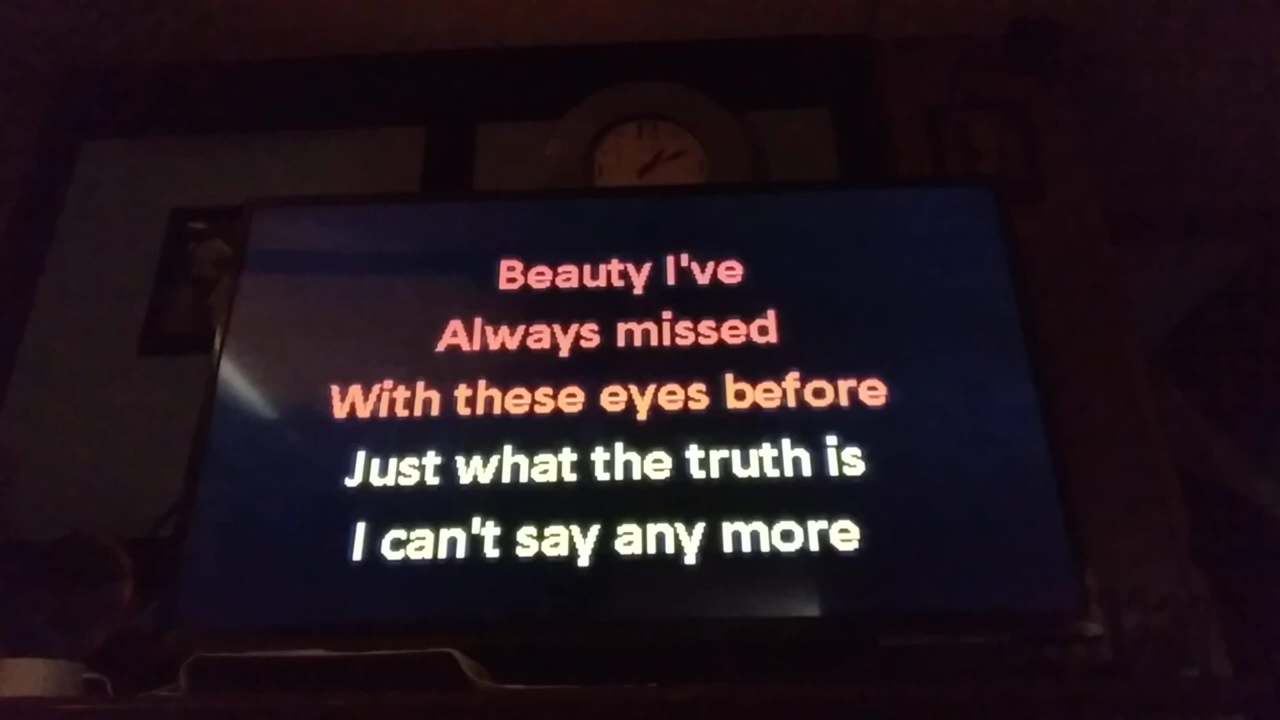 Beauty I've
Always missed
With these eyes before
Just what the truth is
I can't say any more